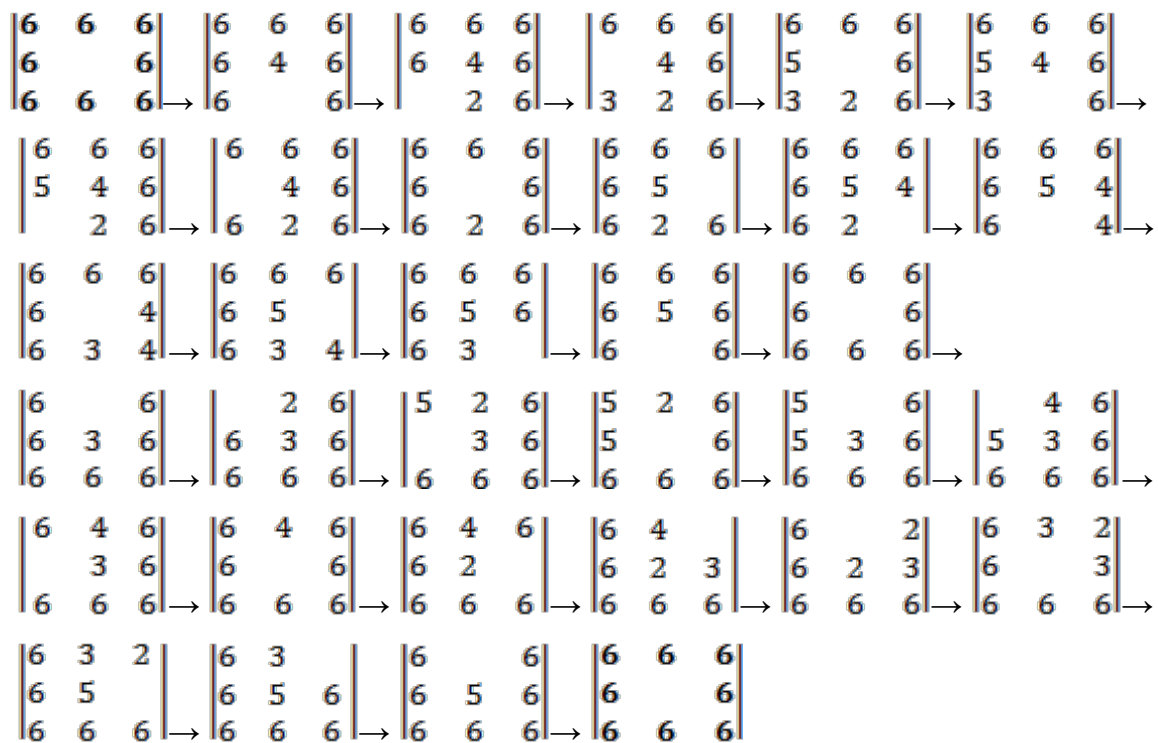 |6 6 6| |6 6 6| |6 6 6| |6 6 6| |6 6 6| |6 6 6|
|6 6| |6 4 6| |6 4 6| |4 6| |5 6| |5 4 6|
|6 6 6|→ |6 6|→ |2 6|→ |3 2 6|→ |3 2 6|→ |3 6|→
|6 6 6| |6 6 6| |6 6 6| |6 6 6| |6 6 6| |6 6 6|
|5 4 6| |4 6| |6 6| |6 5 | |6 5 4| |6 5 4|
|2 6|→ |6 2 6|→ |6 2 6|→ |6 2 6|→ |6 2 |→ |6 4|→
|6 6 6| |6 6 6| |6 6 6| |6 6 6| |6 6 6|
|6 4| |6 5 | |6 5 6| |6 5 6| |6 6|
|6 3 4|→ |6 3 4|→ |6 3 |→ |6 6|→ |6 6 6|→
|6 6| |2 6| |5 2 6| |5 2 6| |5 6| |4 6|
|6 3 6| |6 3 6| |3 6| |5 6| |5 3 6| |5 3 6|
|6 6 6|→ |6 6 6|→ |6 6 6|→ |6 6 6|→ |6 6 6|→ |6 6 6|→
|6 4 6| |6 4 6| |6 4 6| |6 4 | |6 2| |6 3 2|
|3 6| |6 6| |6 2 | |6 2 3| |6 2 3| |6 3|
|6 6 6|→ |6 6 6|→ |6 6 6|→ |6 6 6|→ |6 6 6|→ |6 6 6|→
|6 3 2| |6 3 | |6 6| |6 6 6|
|6 5 | |6 5 6| |6 5 6| |6 6|
|6 6 6|→ |6 6 6|→ |6 6 6|→ |6 6 6|